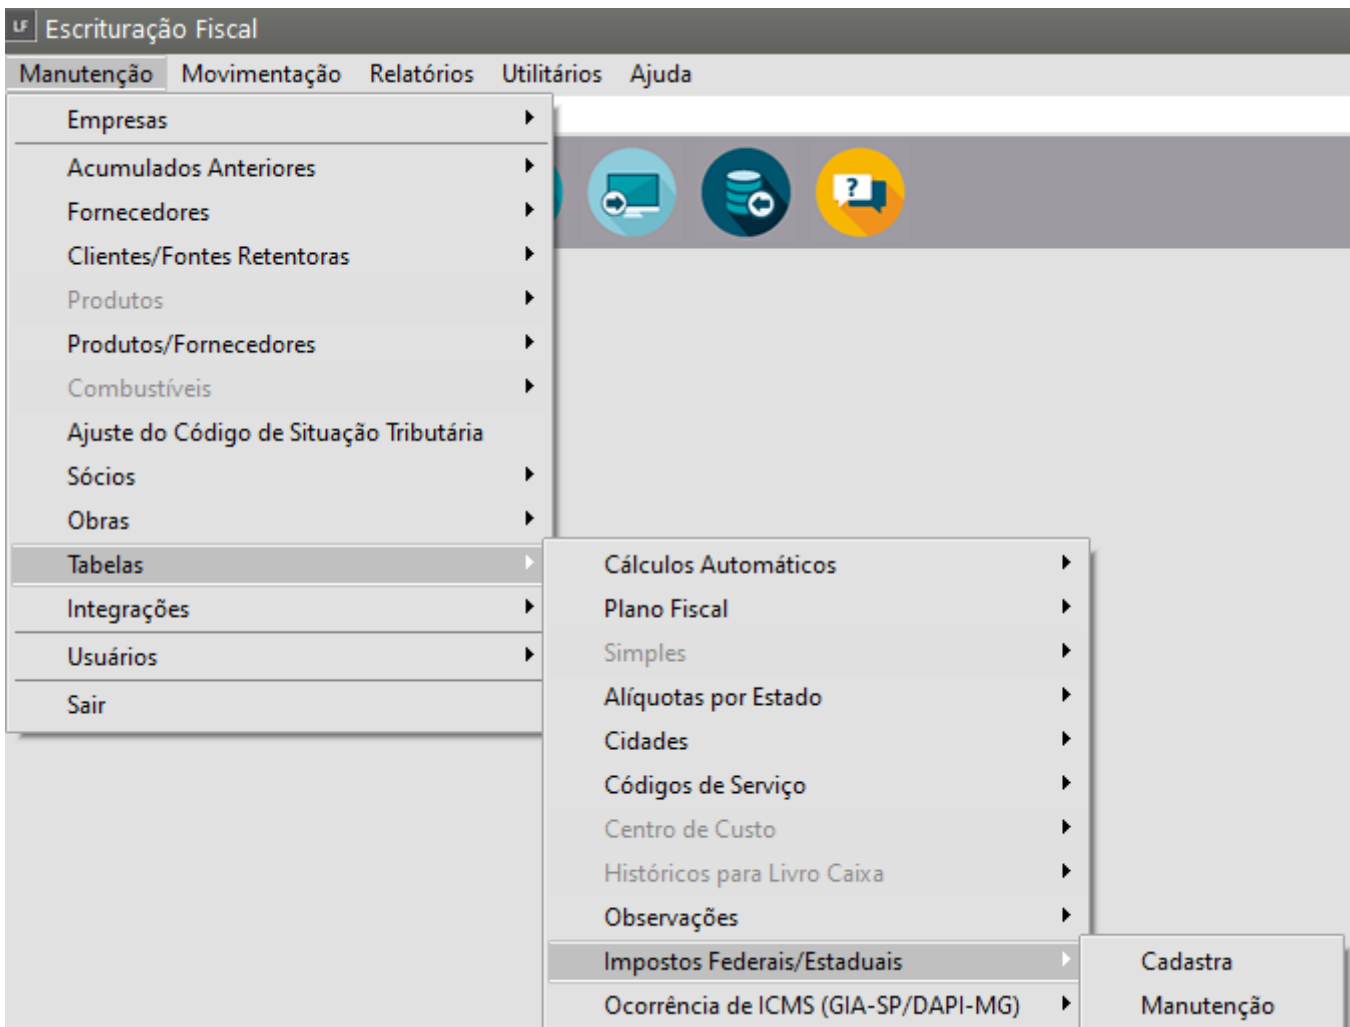 LF Escrituração Fiscal
Manutenção Movimentação Relatórios Utilitários Ajuda
Empresas
Acumulados Anteriores
Fornecedores
Clientes/Fontes Retentoras
Produtos
Produtos/Fornecedores
Combustíveis
Ajuste do Código de Situação Tributária
Sócios
Obras
Tabelas
Integrações
Usuários
Sair
Cálculos Automáticos
Plano Fiscal
Simples
Alíquotas por Estado
Cidades
Códigos de Serviço
Centro de Custo
Históricos para Livro Caixa
Observações
Impostos Federais/Estaduais
Ocorrência de ICMS (GIA-SP/DAPI-MG)
Cadastra
Manutenção
?